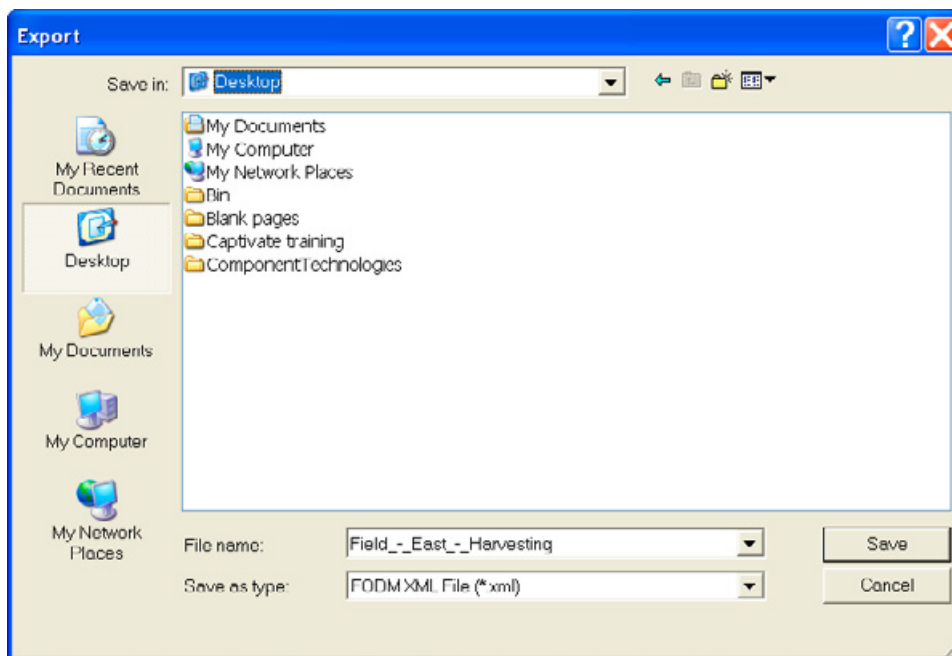 Export
Save in:
Desktop
My Recent
Documents
Desktop
My Documents
My Computer
My Network
Places
My Documents
My Computer
My Network Places
Bin
Blank pages
Captivate training
ComponentTechnologies
File name:
Field_-_East_-_Harvesting
Save
Save as type:
FODM XML File (*.xml)
Cancel